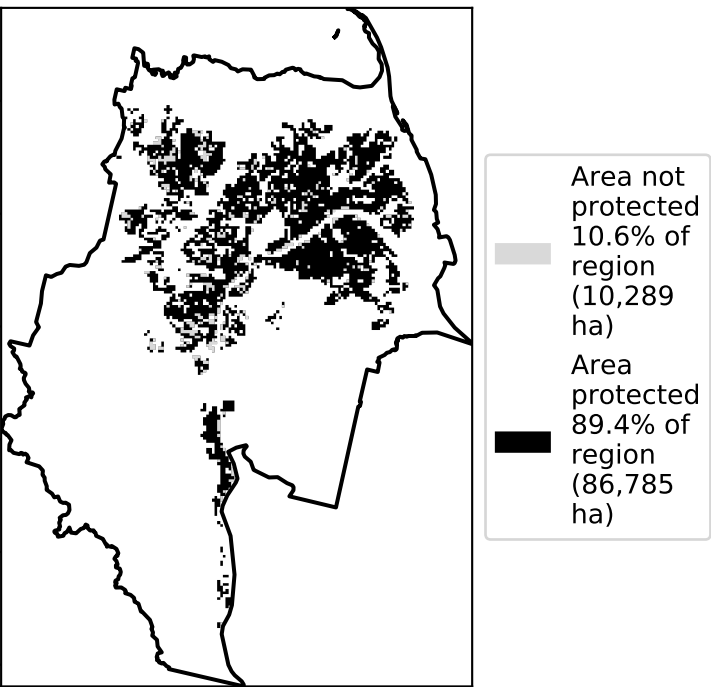 Area not
protected
10.6% of
region
(10,289
ha)
Area
protected
89.4% of
region
(86,785
ha)